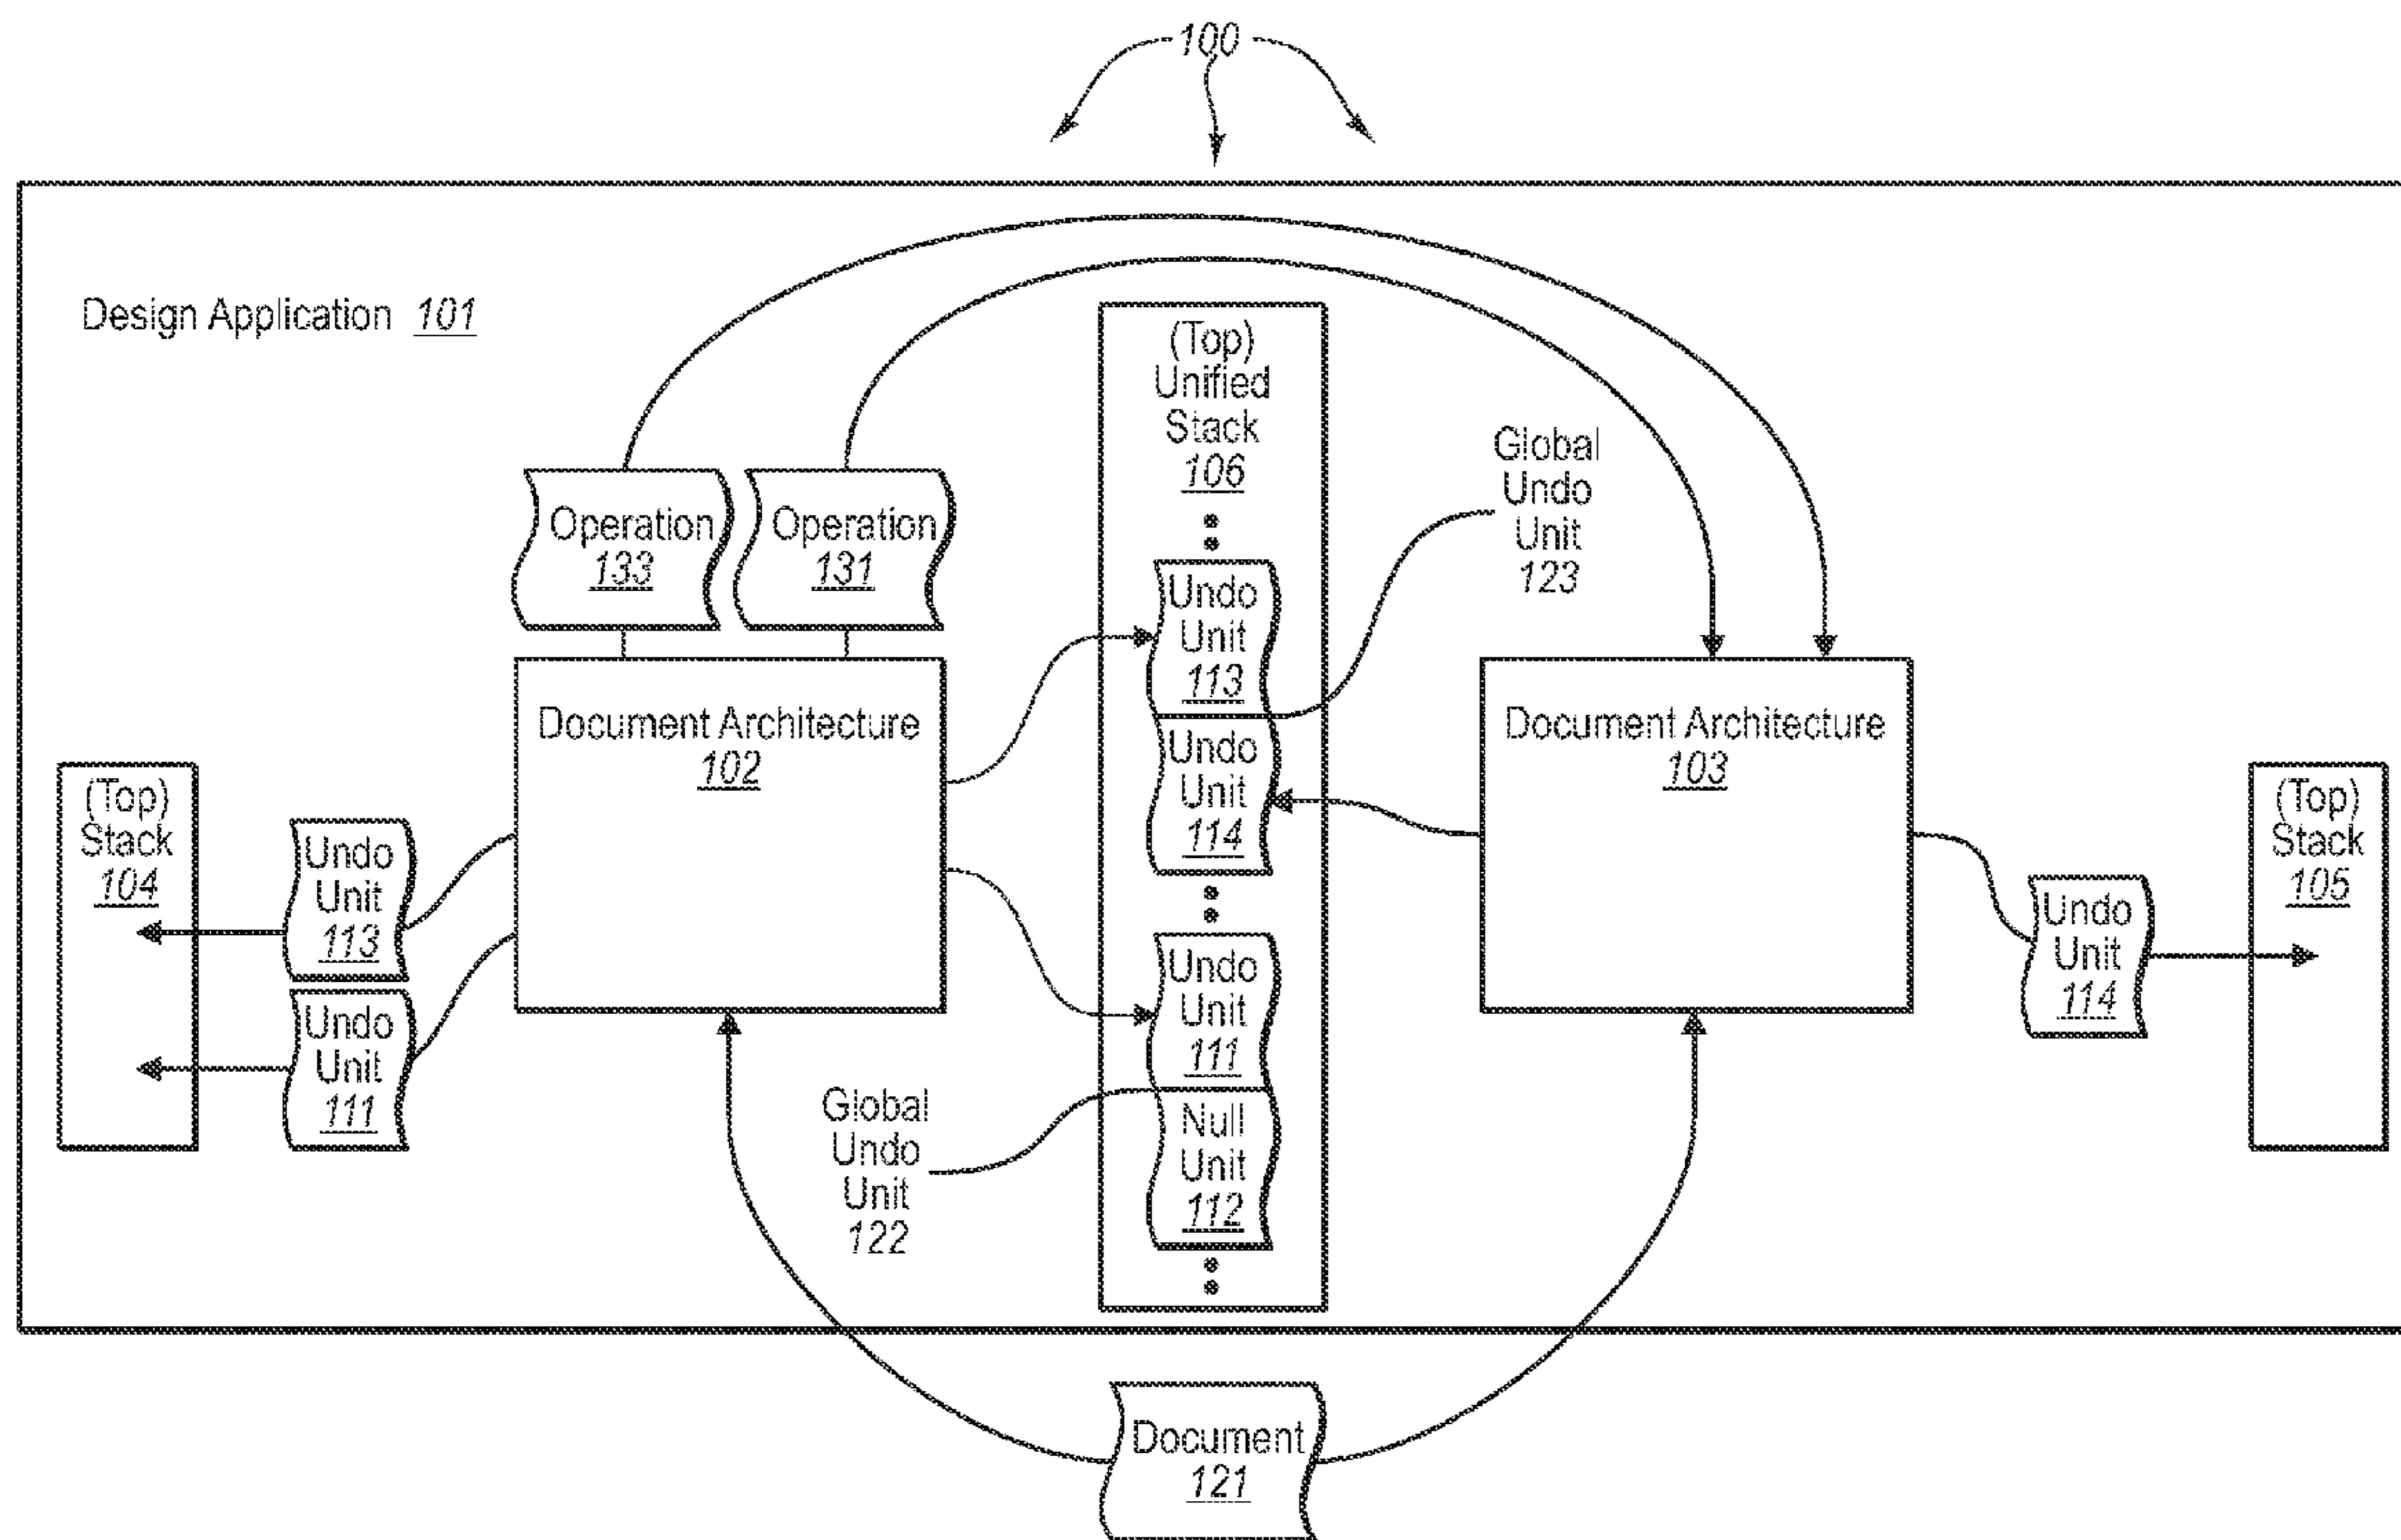 100
Design Application 101
(Top)
Unified
Stack
106
Global
Undo
Unit
123
Operation
133
Operation
131
Undo
Unit
113
Undo
Unit
114
Document Architecture
102
Document Architecture
103
(Top)
Stack
104
Undo
Unit
113
Undo
Unit
111
(Top)
Stack
105
Undo
Unit
114
Undo
Unit
111
Null
Unit
112
Global
Undo
Unit
122
Document
121